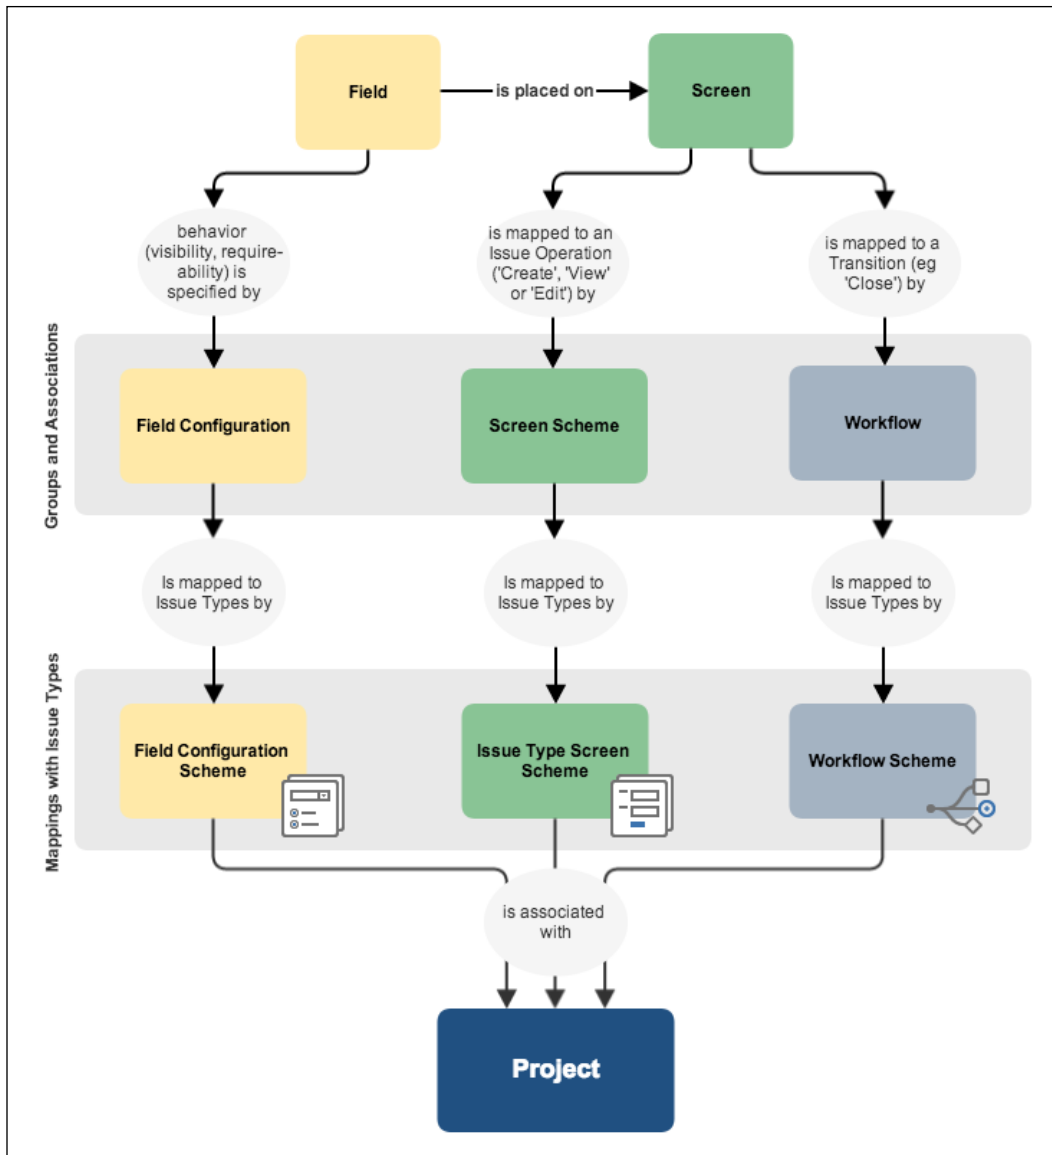 Field
is placed on
Screen
behavior
(visibility, require-
ability) is
specified by
is mapped to an
Issue Operation
('Create', 'View'
or 'Edit') by
is mapped to a
Transition (eg
'Close') by
Groups and Associations
Field Configuration
Screen Scheme
Workflow
Is mapped to
Issue Types by
Is mapped to
Issue Types by
Is mapped to
Issue Types by
Mappings with Issue Types
Field Configuration
Scheme
Issue Type Screen
Scheme
Workflow Scheme
is associated
with
Project